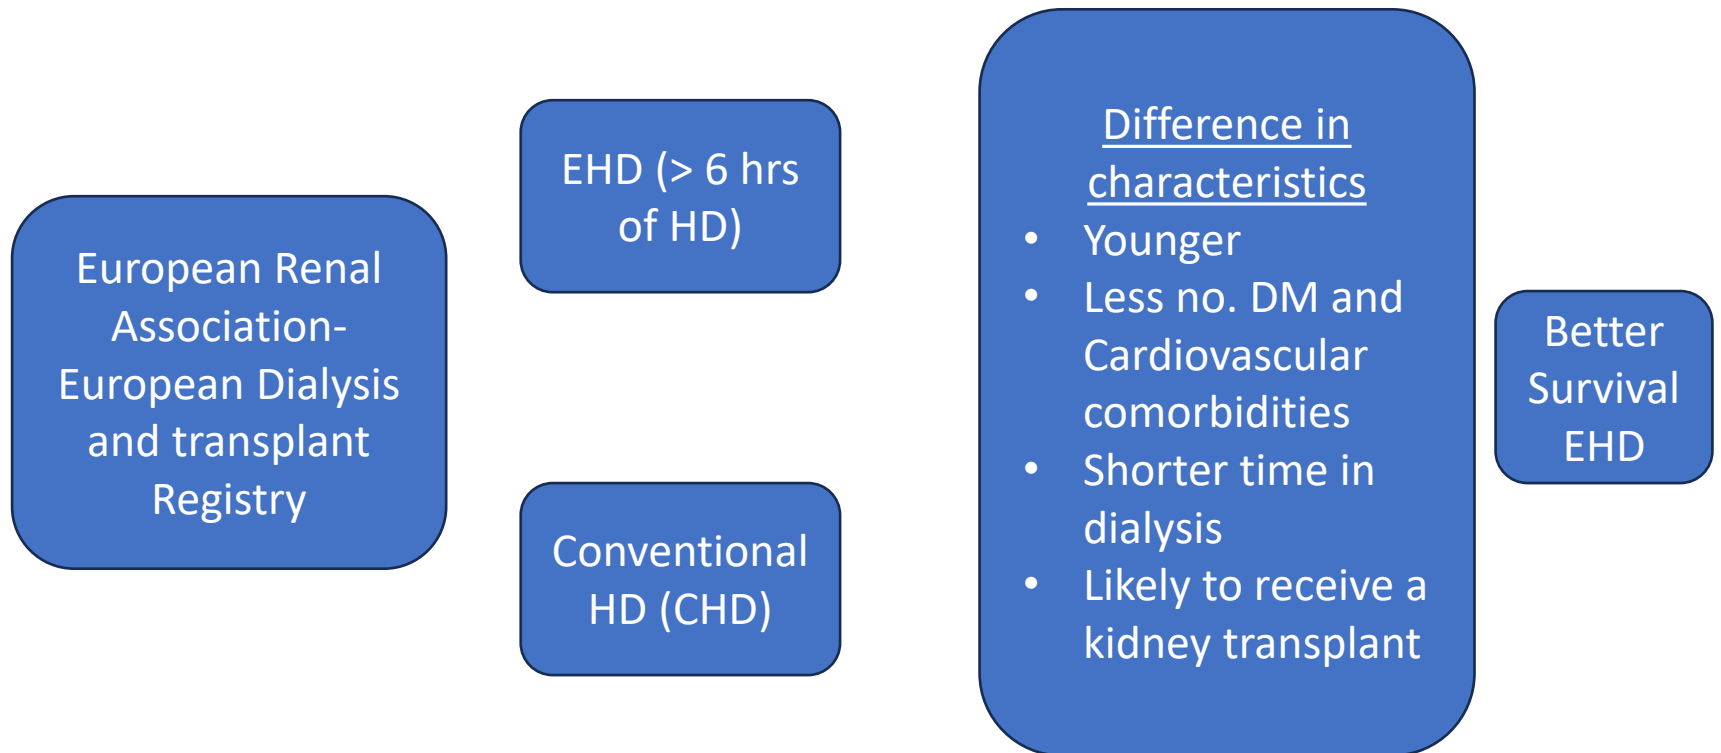 European Renal
Association-
European Dialysis
and transplant
Registry
EHD (> 6 hrs
of HD)
Conventional
HD (CHD)
Difference in
characteristics
• Younger
• Less no. DM and
Cardiovascular
comorbidities
• Shorter time in
dialysis
• Likely to receive a
kidney transplant
Better
Survival
EHD